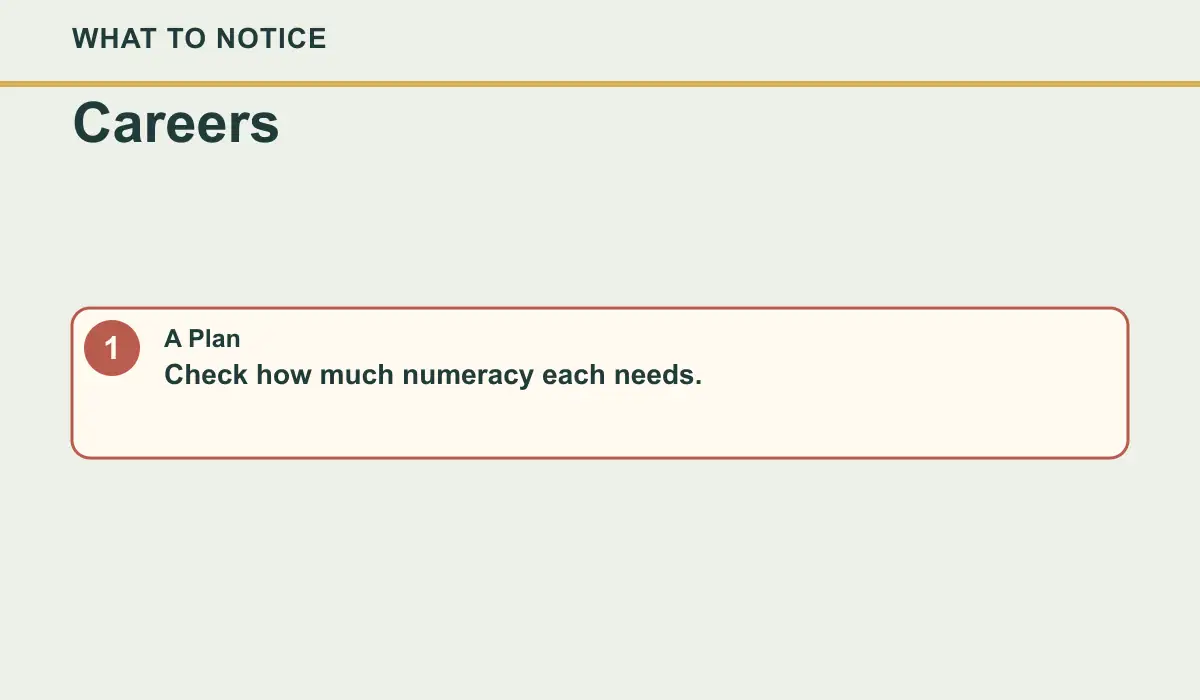 WHAT TO NOTICE
Careers
1
A Plan
Check how much numeracy each needs.